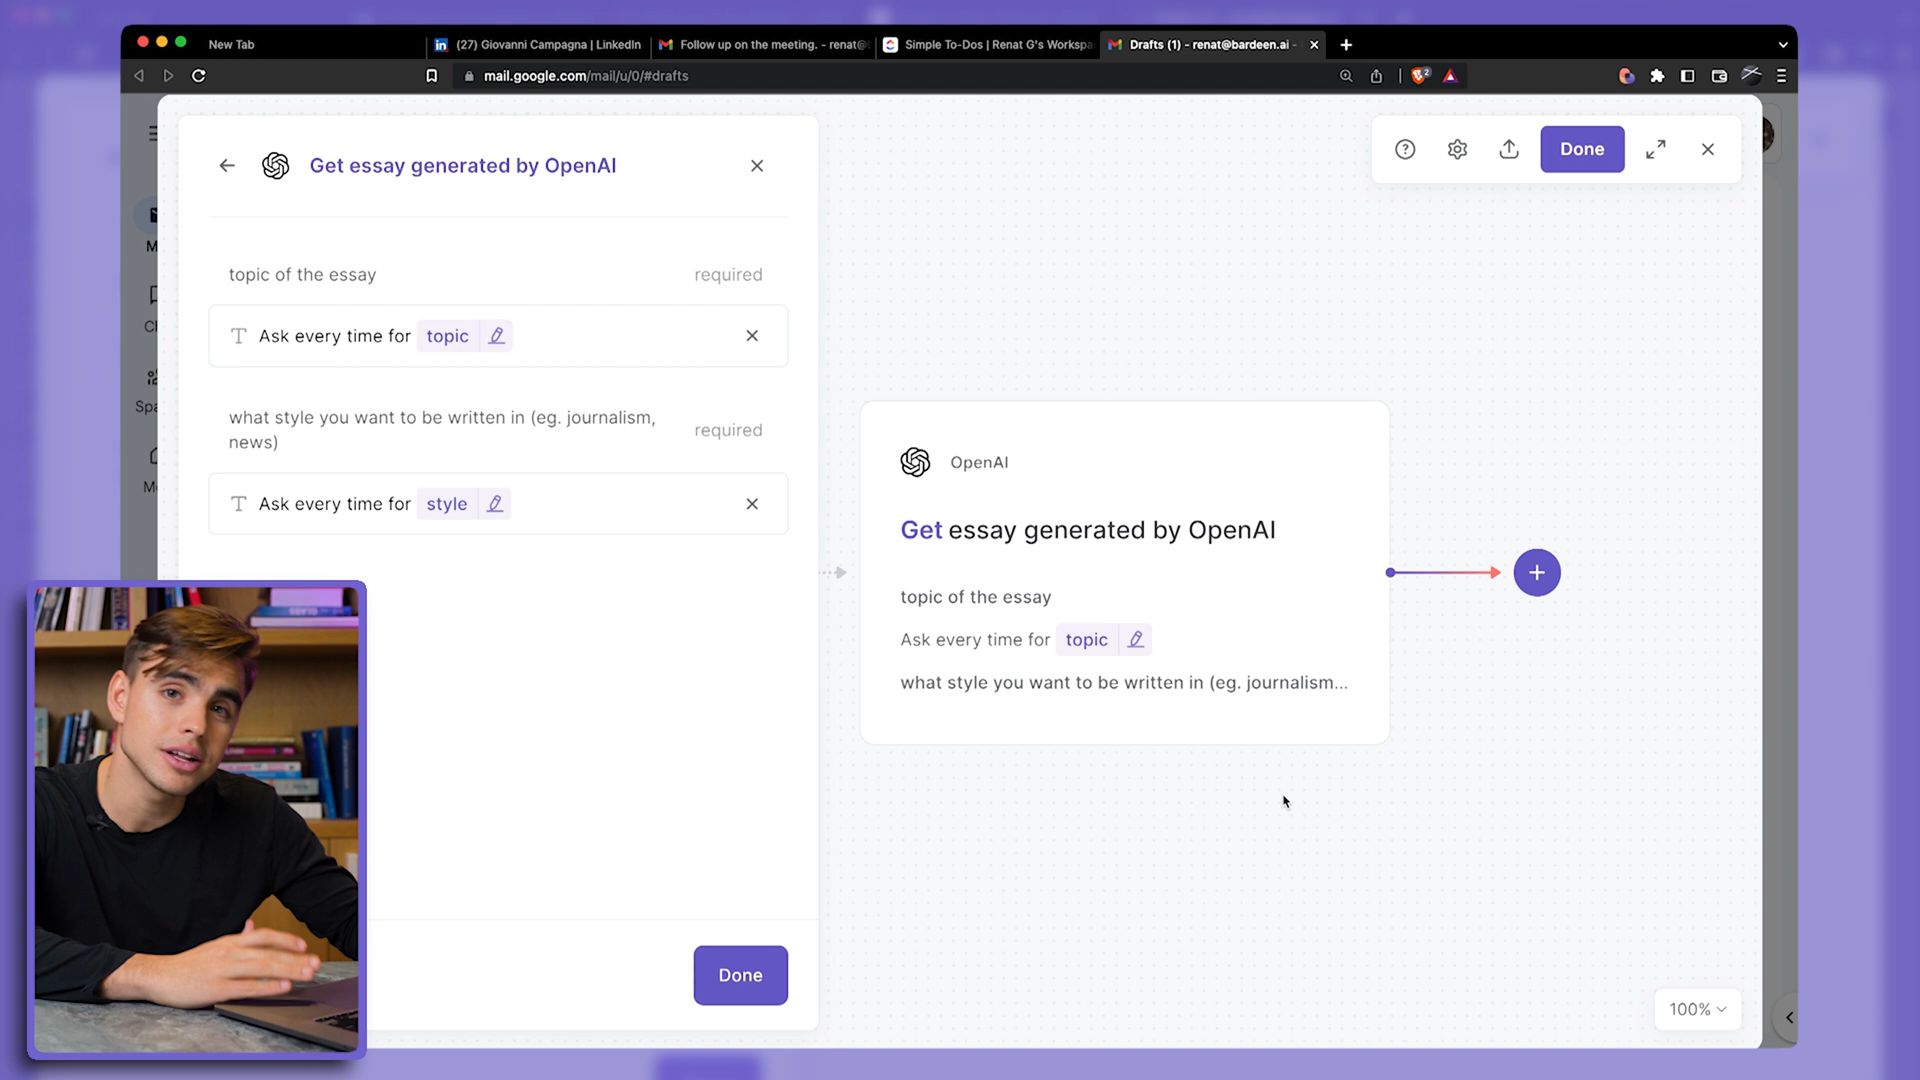 New Tab
(27) Giovanni Campagna | LinkedIn
Follow up on the meeting. - renat@
Simple To-Dos | Renat G's Workspa
Drafts (1) - renat@bardeen.ai -
mail.google.com/mail/u/0/#drafts
2
Get essay generated by OpenAI
Done
topic of the essay
required
Ask every time for topic
what style you want to be written in (eg. journalism,
news)
required
Ask every time for style
Done
OpenAI
Get essay generated by OpenAI
topic of the essay
Ask every time for topic
what style you want to be written in (eg. journalism...
100%